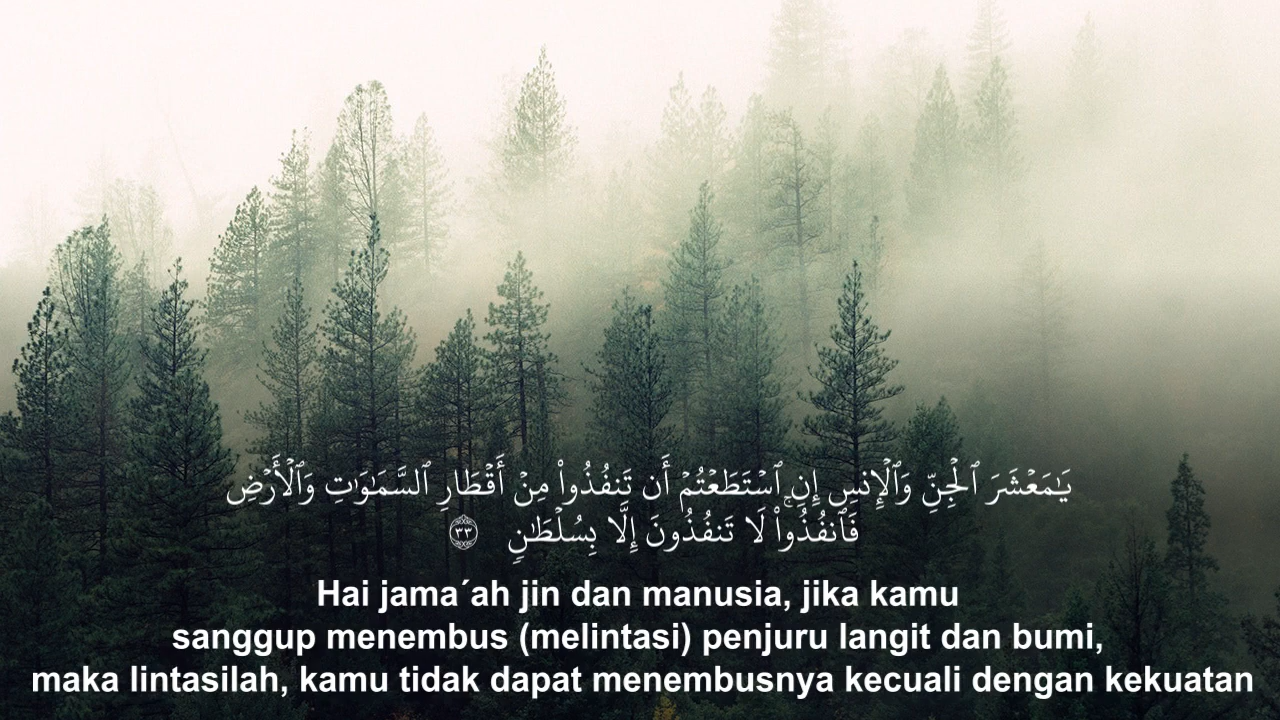 يَٰمَعۡشَرَ ٱلۡجِنِّ وَٱلۡإِنسِ إِنِ ٱسۡتَطَعۡتُمۡ أَن تَنفُذُواْ مِنۡ أَقۡطَارِ ٱلسَّمَٰوَٰتِ وَٱلۡأَرۡضِ
فَٱنفُذُواْۚ لَا تَنفُذُونَ إِلَّا بِسُلۡطَٰنٖ ٣٣
Hai jama´ah jin dan manusia, jika kamu
sanggup menembus (melintasi) penjuru langit dan bumi,
maka lintasilah, kamu tidak dapat menembusnya kecuali dengan kekuatan